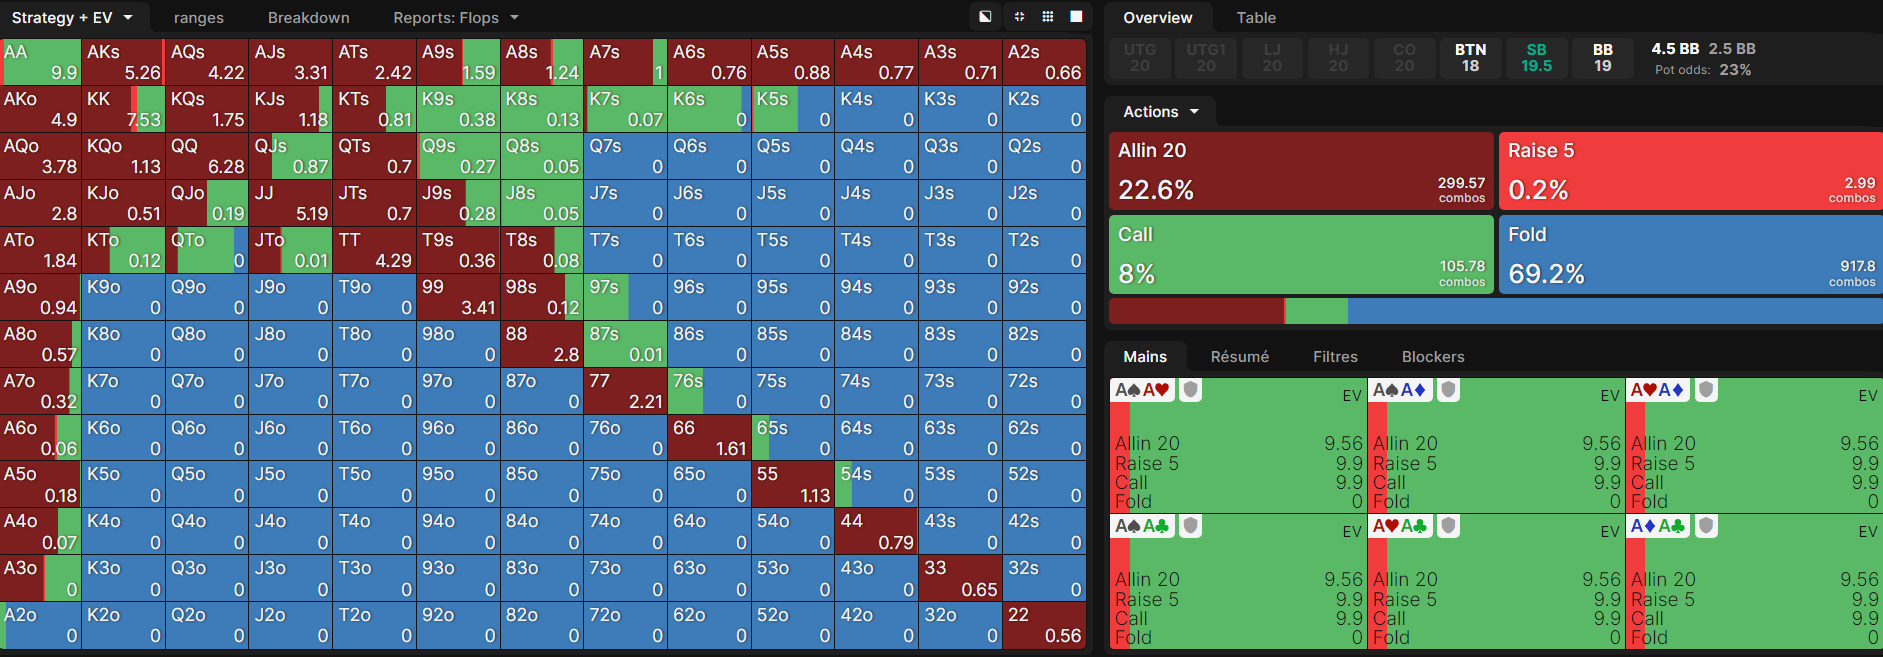 Strategy + EV ranges Breakdown Reports: Flops
AA AKs AQs AJs ATs A9s A8s A7s A6s A5s A4s A3s A2s
9.9 5.26 4.22 3.31 2.42 1.59 1.24 1 0.76 0.88 0.77 0.71 0.66
AKo KK KQs KJs KTs K9s K8s K7s K6s K5s K4s K3s K2s
4.9 7.53 1.75 1.18 0.81 0.38 0.13 0.07 0 0 0 0 0
AQo KQo QQ QJs QTs Q9s Q8s Q7s Q6s Q5s Q4s Q3s Q2s
3.78 1.13 6.28 0.87 0.7 0.27 0.05 0 0 0 0 0 0
AJo KJo QJo JJ JTs J9s J8s J7s J6s J5s J4s J3s J2s
2.8 0.51 0.19 5.19 0.7 0.28 0.05 0 0 0 0 0 0
ATo KTo QTo JTo TT T9s T8s T7s T6s T5s T4s T3s T2s
1.84 0.12 0 0.01 4.29 0.36 0.08 0 0 0 0 0 0
A9o K9o Q9o J9o T9o 99 98s 97s 96s 95s 94s 93s 92s
0.94 0 0 0 0 3.41 0.12 0 0 0 0 0 0
A8o K8o Q8o J8o T8o 98o 88 87s 86s 85s 84s 83s 82s
0.57 0 0 0 0 0 2.8 0.01 0 0 0 0 0
A7o K7o Q7o J7o T7o 97o 87o 77 76s 75s 74s 73s 72s
0.32 0 0 0 0 0 0 2.21 0 0 0 0 0
A6o K6o Q6o J6o T6o 96o 86o 76o 66 65s 64s 63s 62s
0.06 0 0 0 0 0 0 0 1.61 0 0 0 0
A5o K5o Q5o J5o T5o 95o 85o 75o 65o 55 54s 53s 52s
0.18 0 0 0 0 0 0 0 0 1.13 0 0 0
A4o K4o Q4o J4o T4o 94o 84o 74o 64o 54o 44 43s 42s
0.07 0 0 0 0 0 0 0 0 0 0.79 0 0
A3o K3o Q3o J3o T3o 93o 83o 73o 63o 53o 43o 33 32s
0 0 0 0 0 0 0 0 0 0 0 0.65 0
A2o K2o Q2o J2o T2o 92o 82o 72o 62o 52o 42o 32o 22
0 0 0 0 0 0 0 0 0 0 0 0 0.56
Overview Table
UTG UTG1 LJ HJ CO BTN SB BB 4.5 BB 2.5 BB
20 20 20 20 20 18 19.5 19 Pot odds: 23%
Actions
Allin 20 Raise 5
22.6% 299.57 combos 0.2% 2.99 combos
Call Fold
8% 105.78 combos 69.2% 917.8 combos
Mains Résumé Filtres Blockers
A♠A♥ EV A♠A♦ EV A♥A♦ EV
Allin 20 9.56 Allin 20 9.56 Allin 20 9.56
Raise 5 9.9 Raise 5 9.9 Raise 5 9.9
Call 9.9 Call 9.9 Call 9.9
Fold 0 Fold 0 Fold 0
A♠A♣ EV A♥A♣ EV A♦A♣ EV
Allin 20 9.56 Allin 20 9.56 Allin 20 9.56
Raise 5 9.9 Raise 5 9.9 Raise 5 9.9
Call 9.9 Call 9.9 Call 9.9
Fold 0 Fold 0 Fold 0